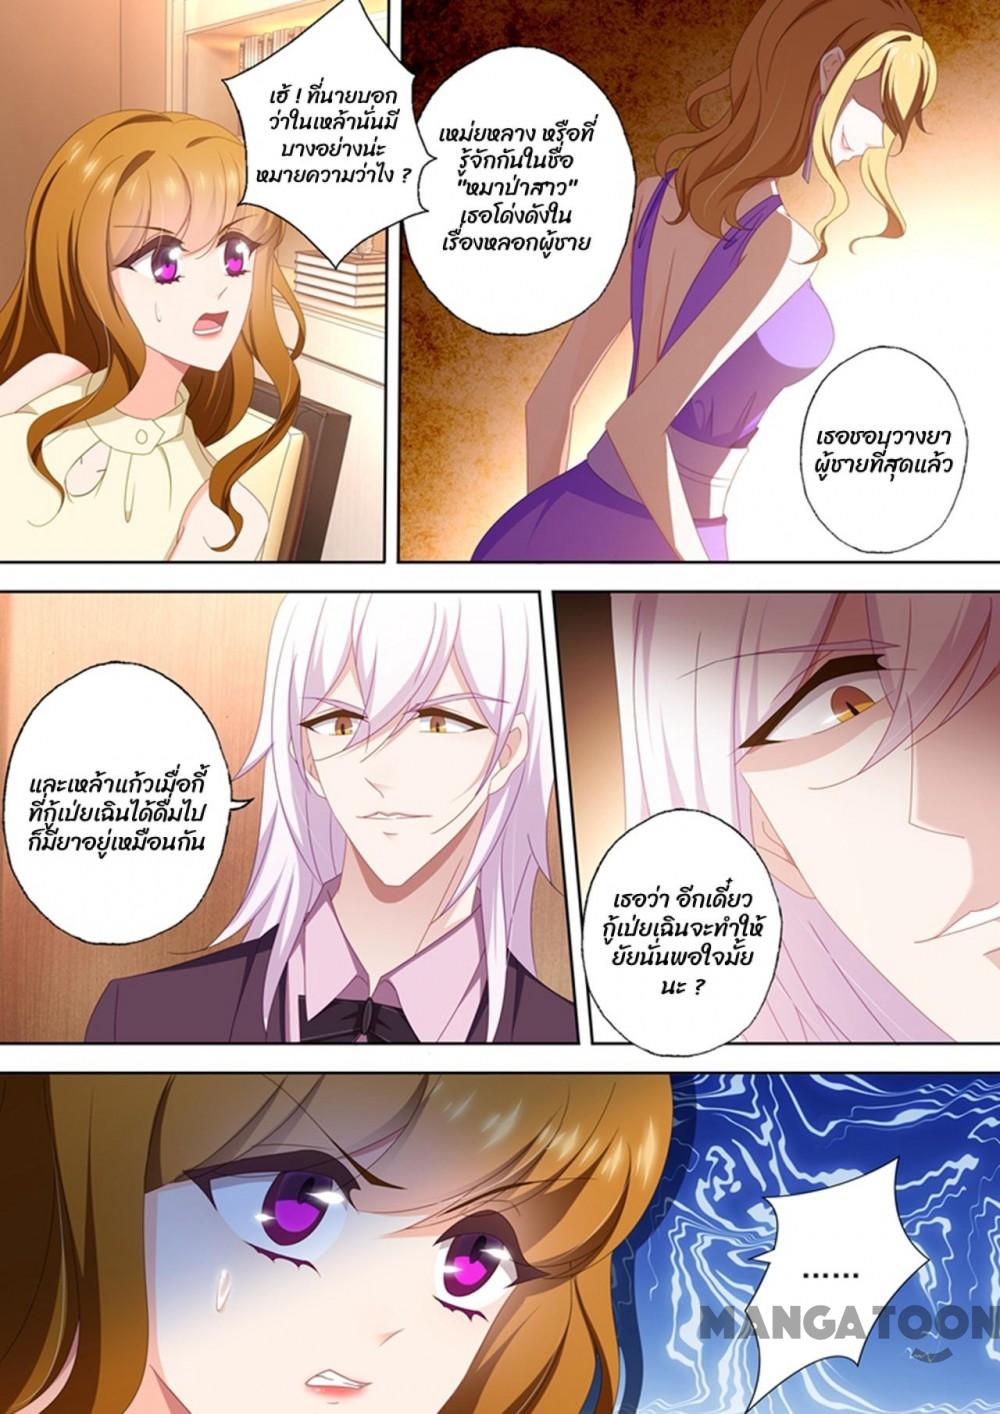 เฮ้ ! ที่นายบอก
ว่าในเหล้านั่นมี
บางอย่างน่ะ
หมายความว่าไง ?
เหม่ยหลาง หรือที่
รู้จักกันในชื่อ
"หมาป่าสาว"
เธอโด่งดังใน
เรื่องหลอกผู้ชาย
เธอชอบวางยา
ผู้ชายที่สุดแล้ว
และเหล้าแก้วเมื่อกี้
ที่กู้เป่ยเฉินได้ดื่มไป
ก็มียาอยู่เหมือนกัน
เธอว่า อีกเดี๋ยว
กู้เป่ยเฉินจะทำให้
ยัยนั่นพอใจมั้ย
นะ ?
......
MANGATOON